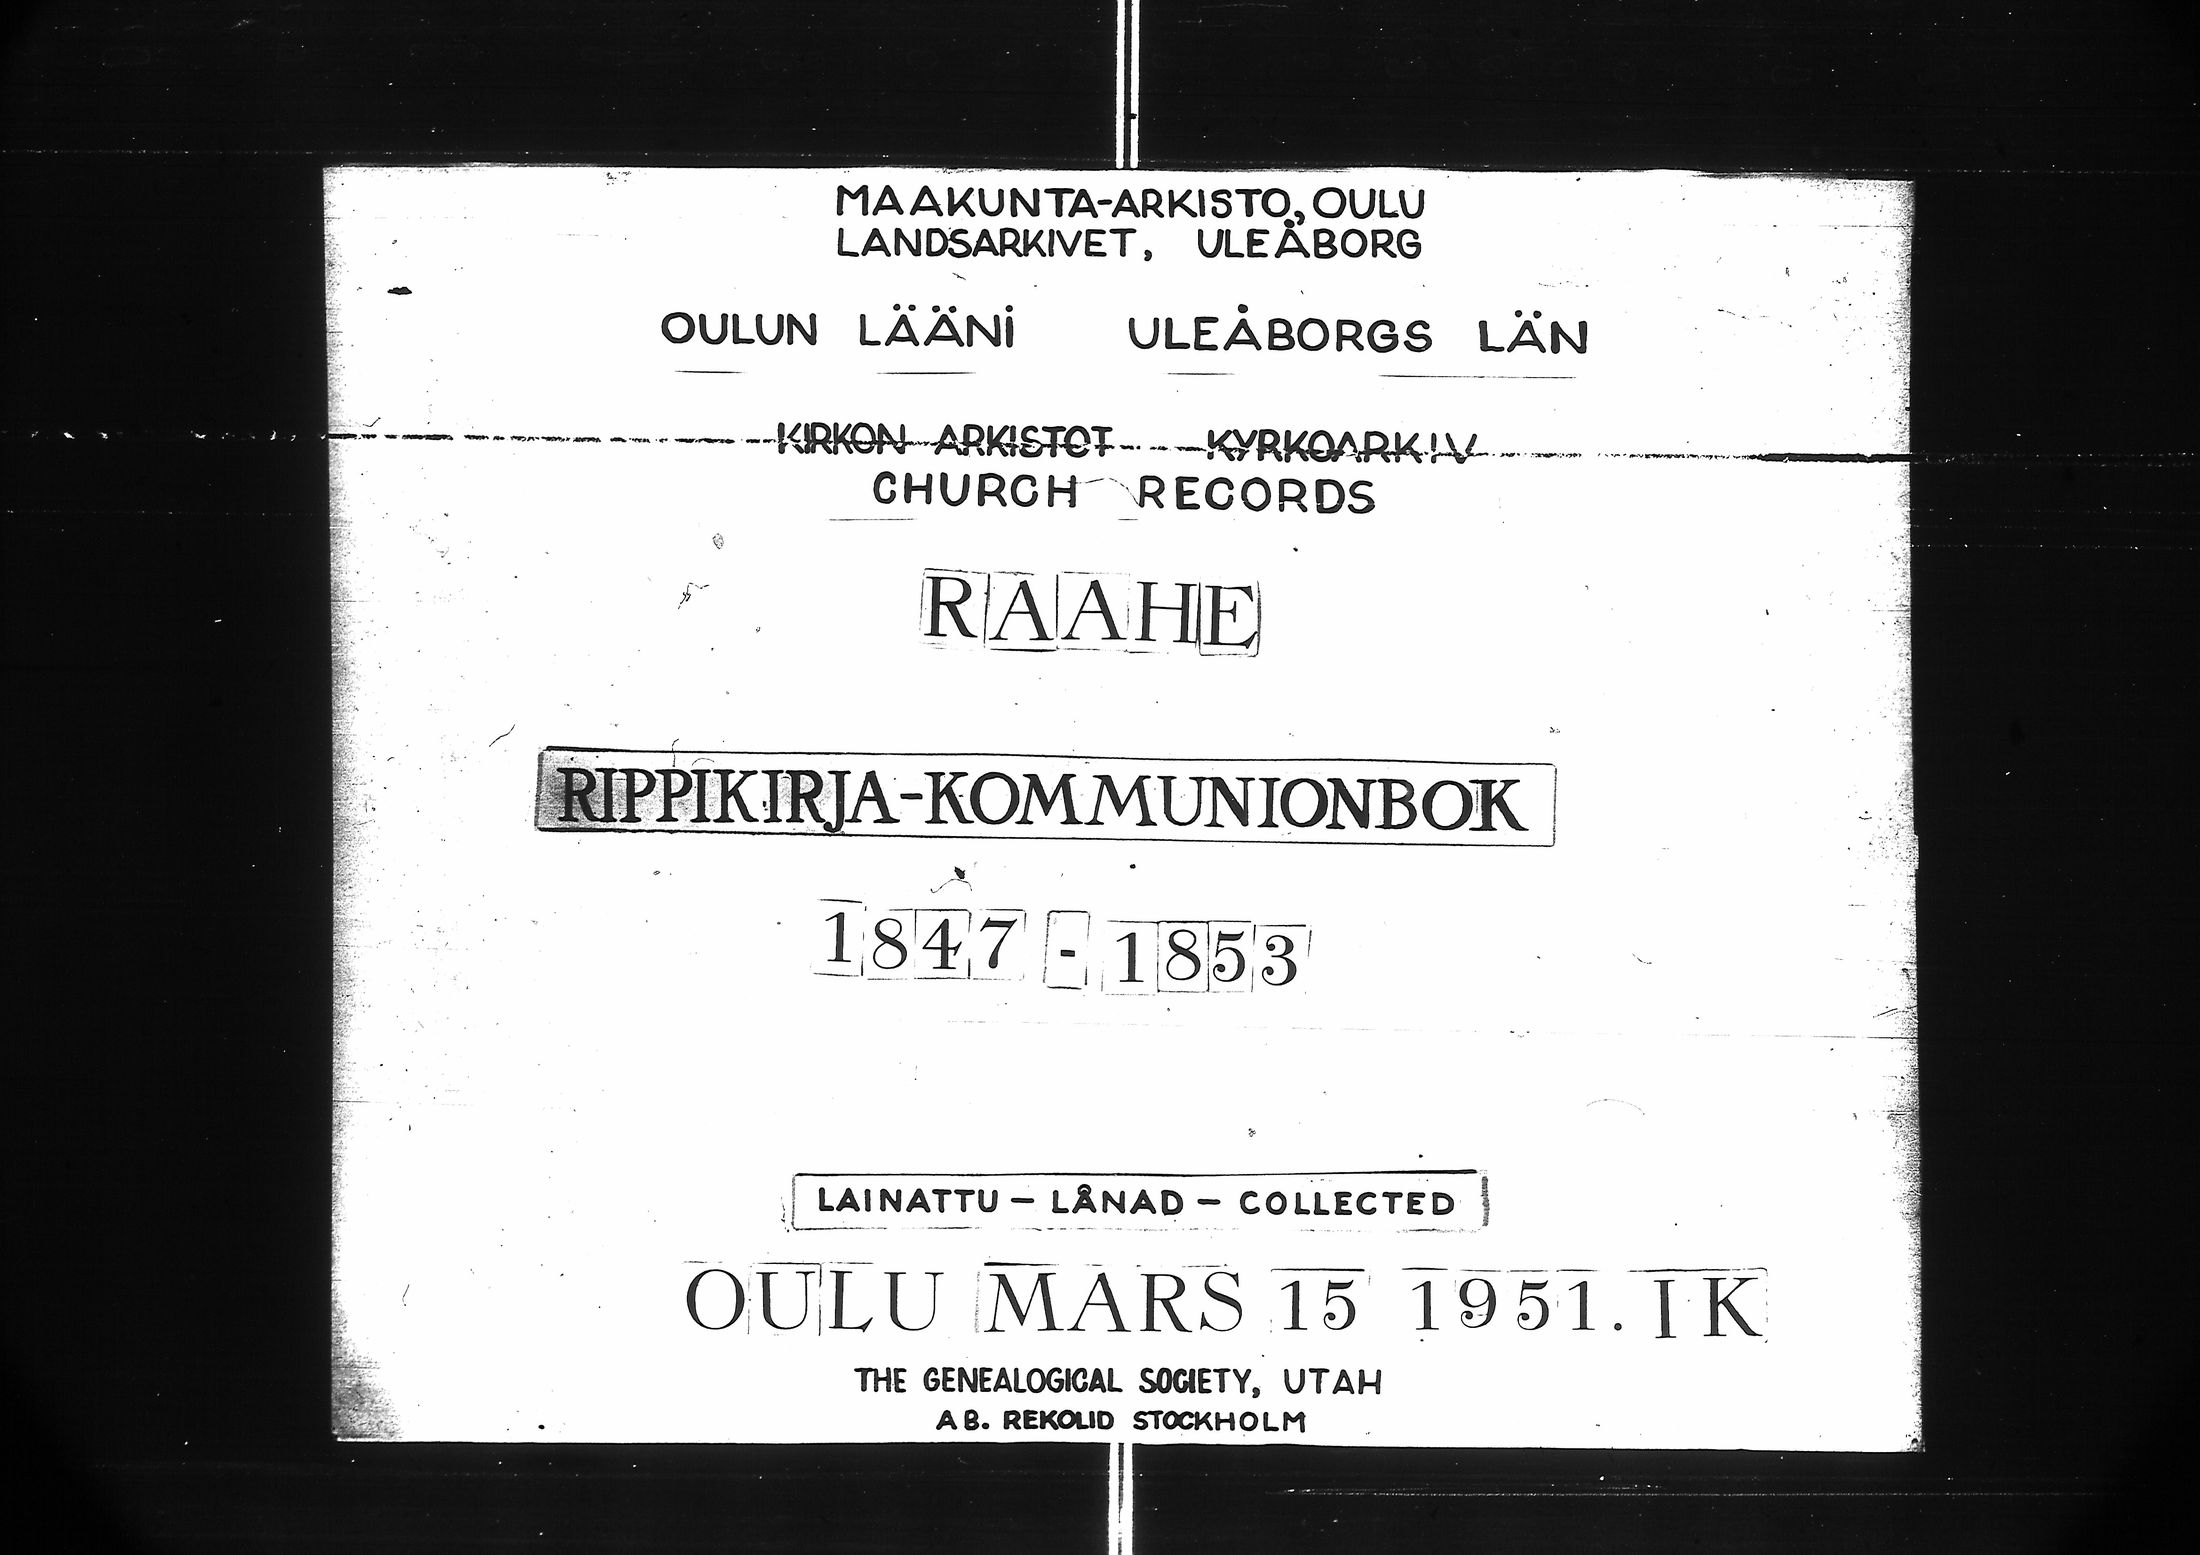 MAAKUNTA-ARKISTO, OULU
LANDSARKIVET, ULEÅBORG
OULUN LÄÄNI ULEÅBORGS LÄN
KIRKON ARKISTOT KYRKOARKIV
CHURCH RECORDS
RAAHE
RIPPIKIRJA-KOMMUNIONBOK
1847-1853
LAINATTU – LÅNAD – COLLECTED
OULU MARS 15 1951. IK
THE GENEALOGICAL SOCIETY, UTAH
AB. REKOLID STOCKHOLM